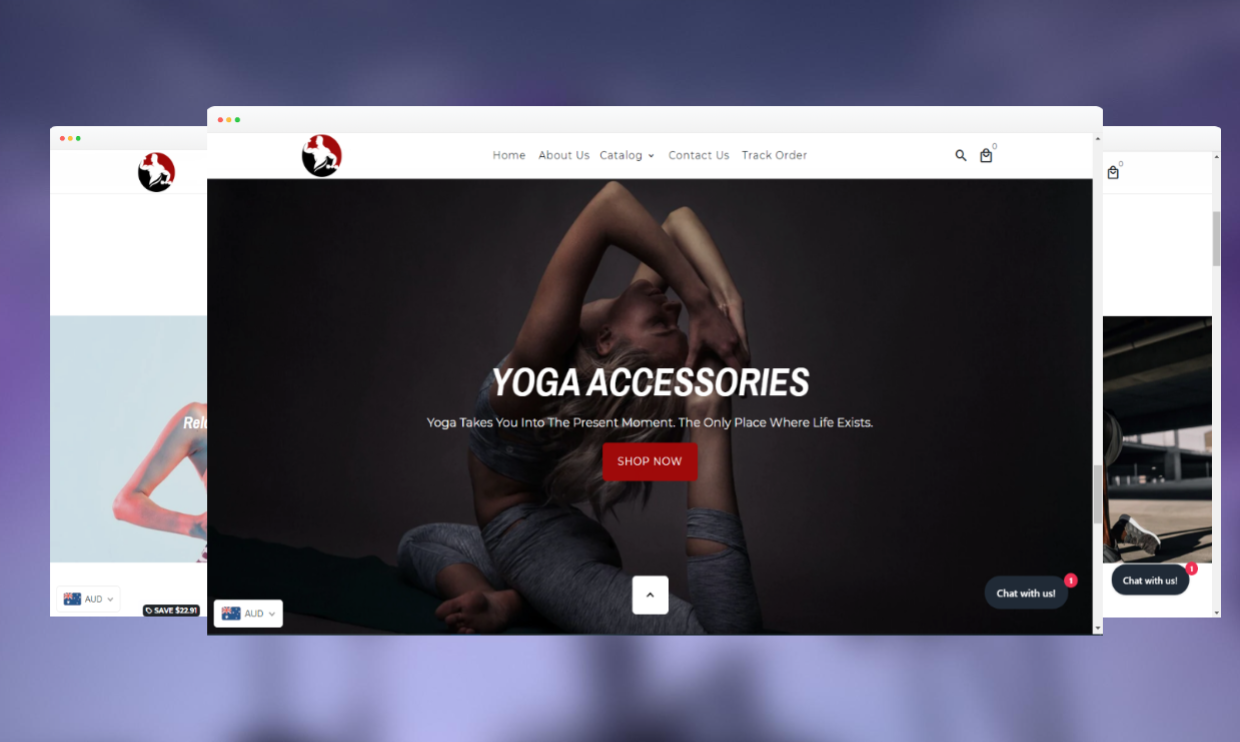 Home About Us Catalog Contact Us Track Order
0
0
YOGA ACCESSORIES
Yoga Takes You Into The Present Moment. The Only Place Where Life Exists.
SHOP NOW
AUD
SAVE $22.91
AUD
Chat with us!
1
Chat with us!
1